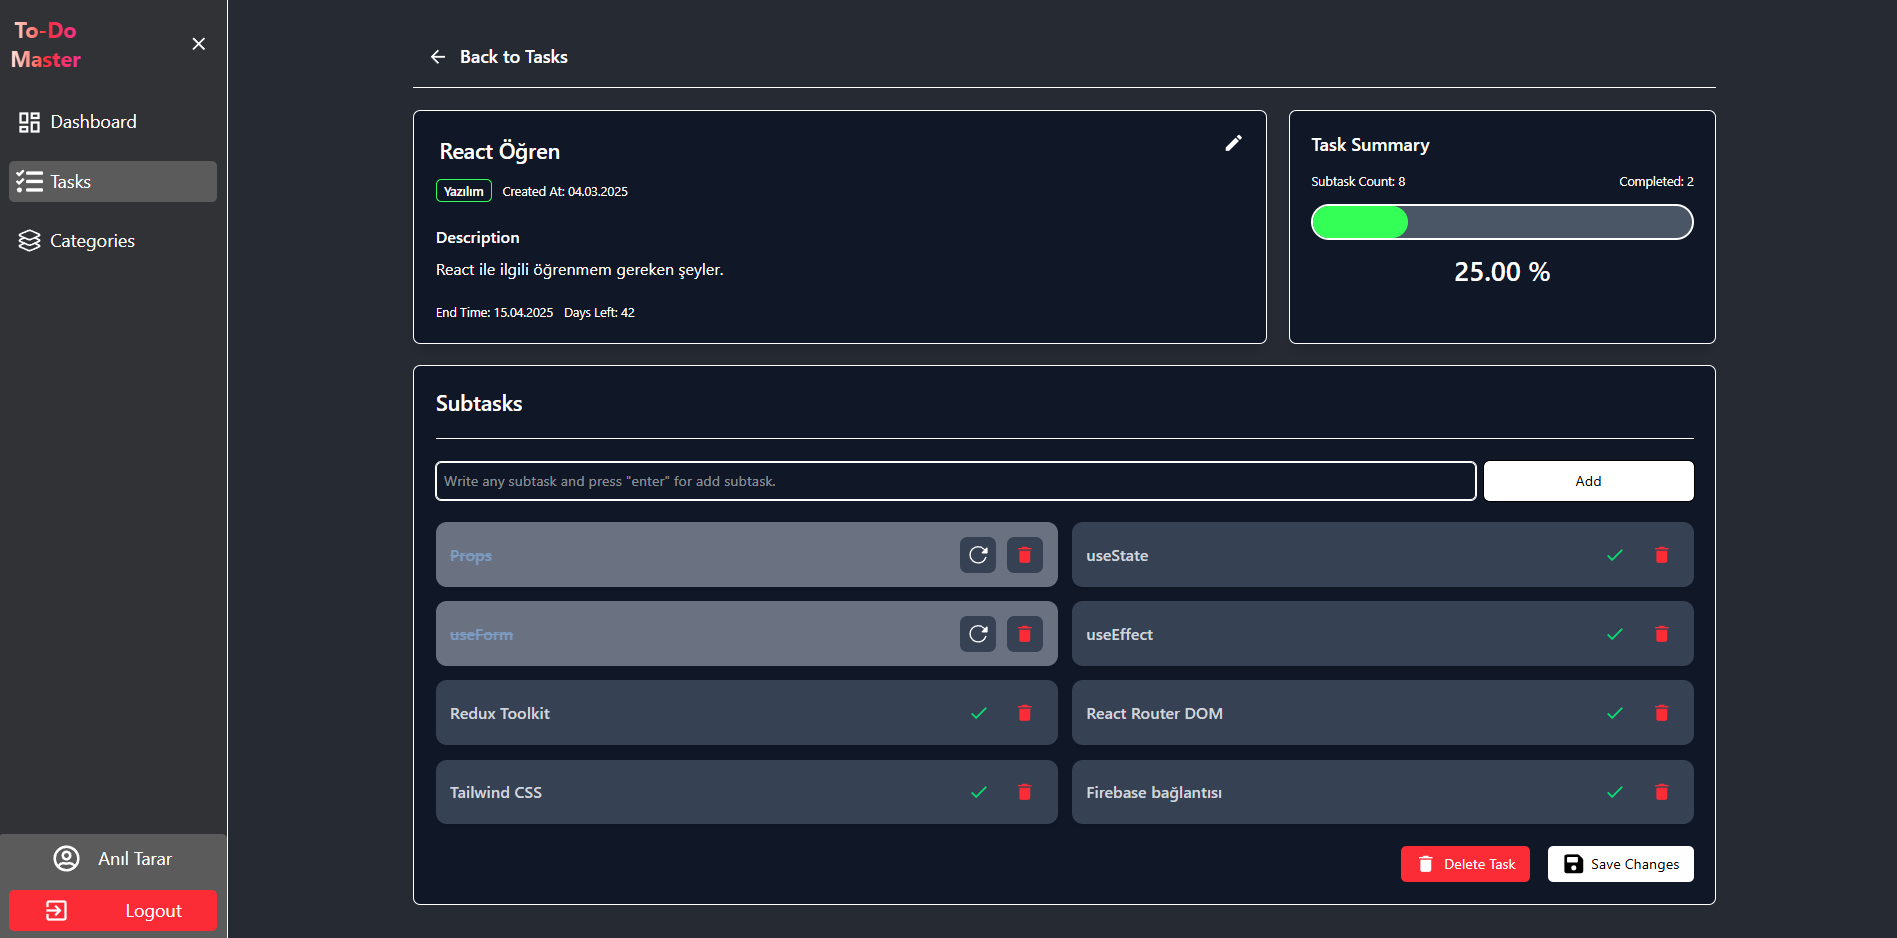 To-Do
Master
Dashboard
Tasks
Categories
Anıl Tarar
Logout
Back to Tasks
React Öğren
Yazılım Created At: 04.03.2025
Description
React ile ilgili öğrenmem gereken şeyler.
End Time: 15.04.2025 Days Left: 42
Task Summary
Subtask Count: 8 Completed: 2
25.00 %
Subtasks
Write any subtask and press "enter" for add subtask. Add
Props useState
useForm useEffect
Redux Toolkit React Router DOM
Tailwind CSS Firebase bağlantısı
Delete Task Save Changes